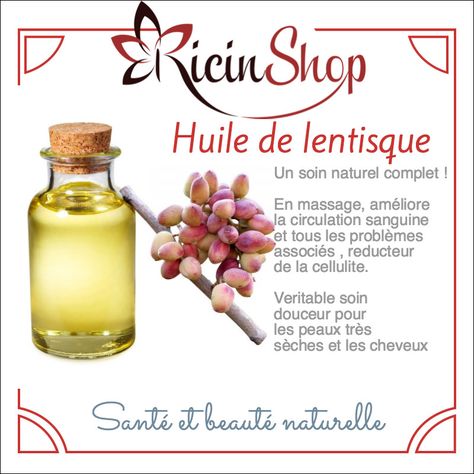 RicinShop
Huile de lentisque
Un soin naturel complet !
En massage, améliore
la circulation sanguine
et tous les problèmes
associés , reducteur
de la cellulite.
Veritable soin
douceur pour
les peaux très
sèches et les cheveux
Santé et beauté naturelle